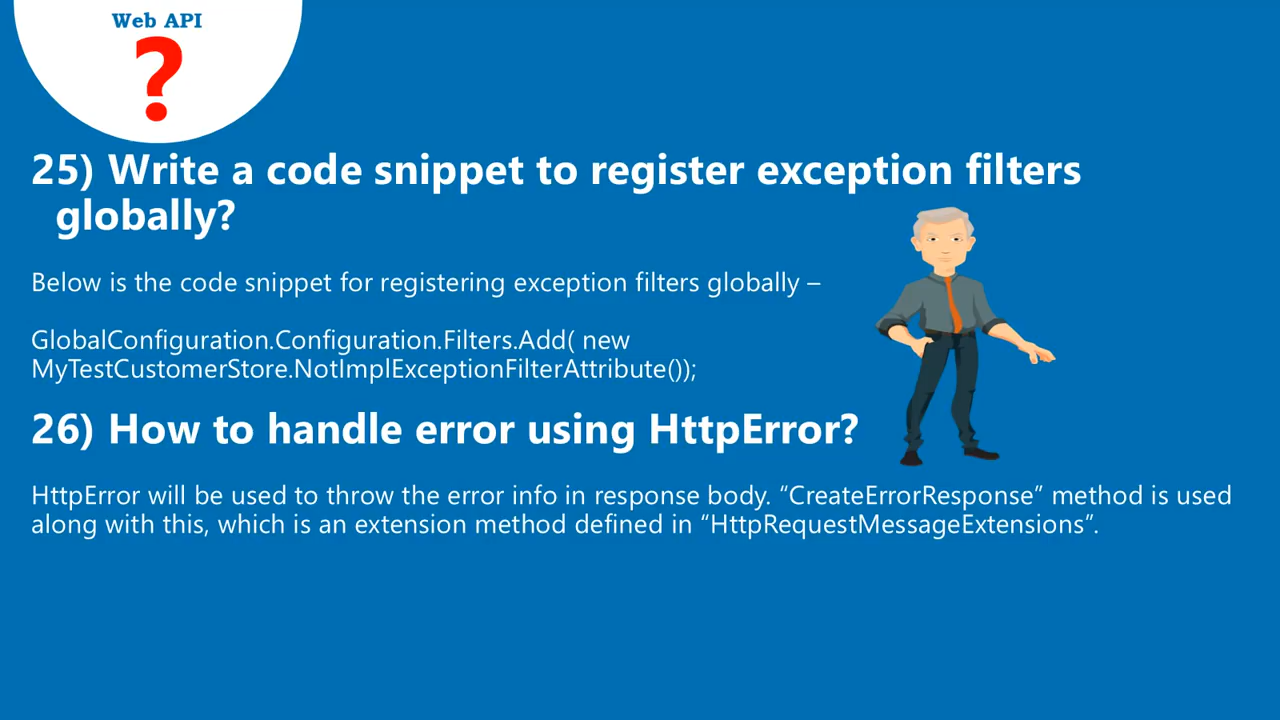 Web API
?
25) Write a code snippet to register exception filters
globally?
Below is the code snippet for registering exception filters globally –
GlobalConfiguration.Configuration.Filters.Add( new
MyTestCustomerStore.NotImplExceptionFilterAttribute());
26) How to handle error using HttpError?
HttpError will be used to throw the error info in response body. “CreateErrorResponse” method is used
along with this, which is an extension method defined in “HttpRequestMessageExtensions”.